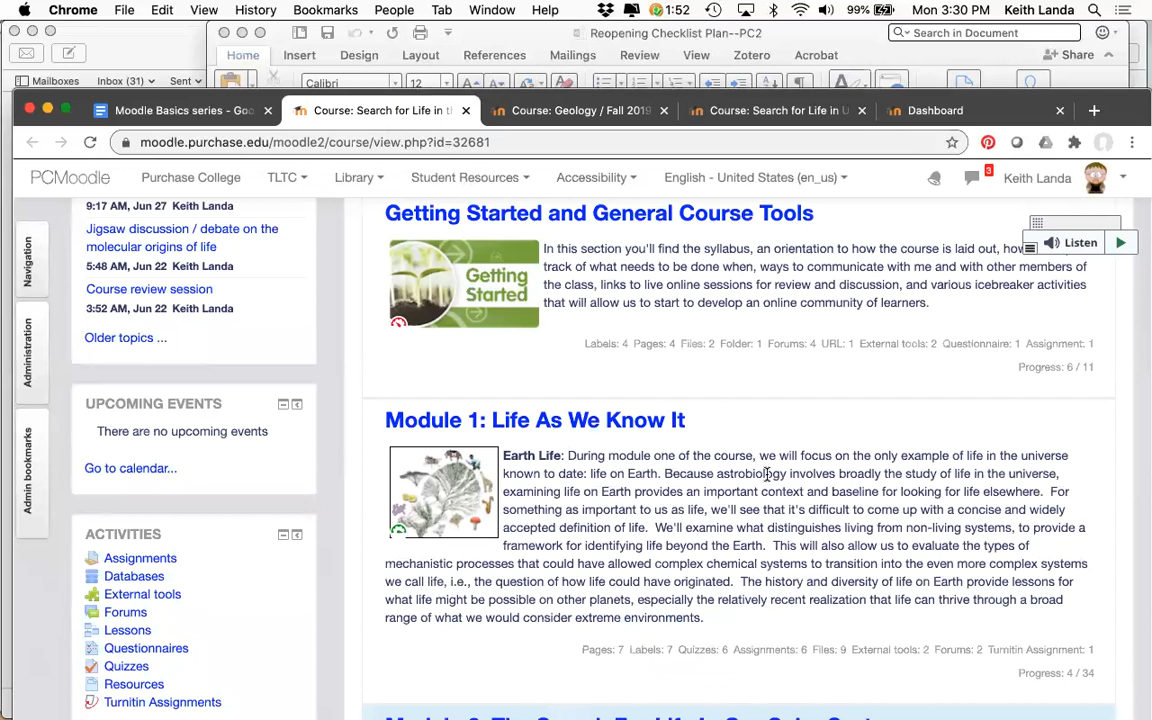 Chrome File Edit View History Bookmarks People Tab Window Help 1:52 99% Mon 3:30 PM Keith Landa
Reopening Checklist Plan--PC2 Search in Document
Home Insert Design Layout References Mailings Review View Zotero Acrobat Share
Mailboxes Inbox (31) Sent Calibri 12
Moodle Basics series - Goo Course: Search for Life in th Course: Geology / Fall 2019 Course: Search for Life in U Dashboard
moodle.purchase.edu/moodle2/course/view.php?id=32681
PCMoodle Purchase College TLTC Library Student Resources Accessibility English - United States (en_us) 3 Keith Landa
Navigation
Administration
Admin bookmarks
9:17 AM, Jun 27 Keith Landa
Jigsaw discussion / debate on the
molecular origins of life
5:48 AM, Jun 22 Keith Landa
Course review session
3:52 AM, Jun 22 Keith Landa
Older topics ...
UPCOMING EVENTS
There are no upcoming events
Go to calendar...
ACTIVITIES
Assignments
Databases
External tools
Forums
Lessons
Questionnaires
Quizzes
Resources
Turnitin Assignments
Getting Started and General Course Tools
Listen
Getting
Started
In this section you'll find the syllabus, an orientation to how the course is laid out, how
track of what needs to be done when, ways to communicate with me and with other members of
the class, links to live online sessions for review and discussion, and various icebreaker activities
that will allow us to start to develop an online community of learners.
Labels: 4 Pages: 4 Files: 2 Folder: 1 Forums: 4 URL: 1 External tools: 2 Questionnaire: 1 Assignment: 1
Progress: 6 / 11
Module 1: Life As We Know It
Earth Life: During module one of the course, we will focus on the only example of life in the universe
known to date: life on Earth. Because astrobiology involves broadly the study of life in the universe,
examining life on Earth provides an important context and baseline for looking for life elsewhere. For
something as important to us as life, we'll see that it's difficult to come up with a concise and widely
accepted definition of life. We'll examine what distinguishes living from non-living systems, to provide a
framework for identifying life beyond the Earth. This will also allow us to evaluate the types of
mechanistic processes that could have allowed complex chemical systems to transition into the even more complex systems
we call life, i.e., the question of how life could have originated. The history and diversity of life on Earth provide lessons for
what life might be possible on other planets, especially the relatively recent realization that life can thrive through a broad
range of what we would consider extreme environments.
Pages: 7 Labels: 7 Quizzes: 6 Assignments: 6 Files: 9 External tools: 2 Forums: 2 Turnitin Assignment: 1
Progress: 4 / 34